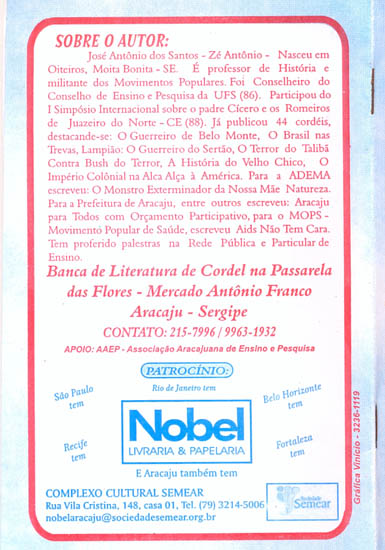 SOBRE O AUTOR:
José Antônio dos Santos - Zé Antônio - Nasceu em
Oiteiros, Moita Bonita - SE. É professor de História e
militante dos Movimentos Populares. Foi Conselheiro do
Conselho de Ensino e Pesquisa da UFS (86). Participou do
I Simpósio Internacional sobre o padre Cícero e os Romeiros
de Juazeiro do Norte - CE (88). Já publicou 44 cordéis,
destacando-se: O Guerreiro de Belo Monte, O Brasil nas
Trevas, Lampião: O Guerreiro do Sertão, O Terror do Talibã
Contra Bush do Terror, A História do Velho Chico, O
Império Colônial na Alca Alça à América. Para a ADEMA
escreveu: O Monstro Exterminador da Nossa Mãe Natureza.
Para a Prefeitura de Aracaju, entre outros escreveu: Aracaju
para Todos com Orçamento Participativo, para o MOPS -
Movimento Popular de Saúde, escreveu Aids Não Tem Cara.
Tem proferido palestras na Rede Pública e Particular de
Ensino.
Banca de Literatura de Cordel na Passarela
das Flores - Mercado Antônio Franco
Aracaju - Sergipe
CONTATO: 215-7996 / 9963-1932
APOIO: AAEP - Associação Aracajuana de Ensino e Pesquisa
PATROCÍNIO:
Rio de Janeiro tem
São Paulo
tem
Belo Horizonte
tem
Nobel
LIVRARIA & PAPELARIA
Recife
tem
Fortaleza
tem
E Aracaju também tem
COMPLEXO CULTURAL SEMEAR
Rua Vila Cristina, 148, casa 01, Tel. (79) 3214-5006
nobelaracaju@sociedadesemear.org.br
Sociedade
Semear
Gráfica Vinício - 3236-1119